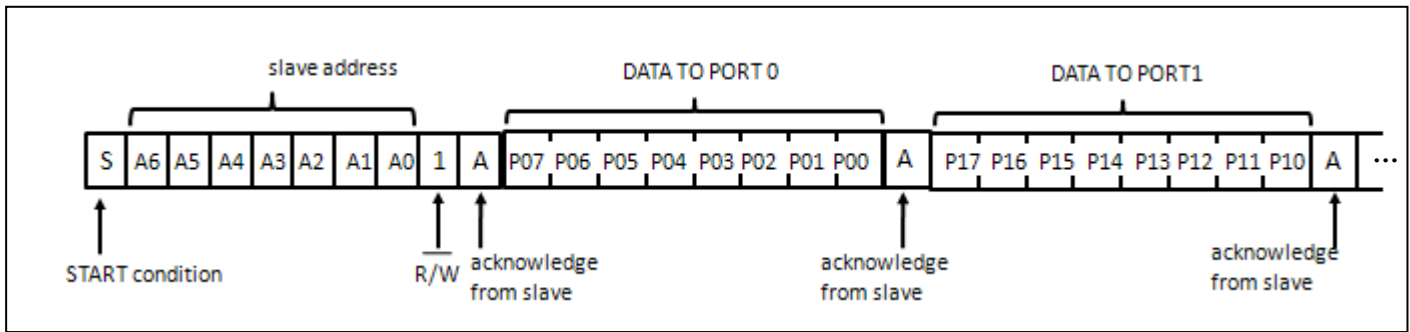 slave address
DATA TO PORT 0
DATA TO PORT1
S A6 A5 A4 A3 A2 A1 A0 1 A P07 P06 P05 P04 P03 P02 P01 P00 A P17 P16 P15 P14 P13 P12 P11 P10 A ...
START condition
R/W
acknowledge
from slave
acknowledge
from slave
acknowledge
from slave